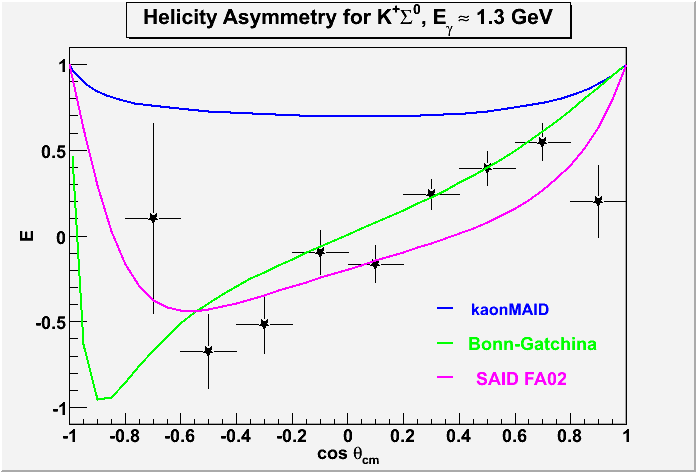 Helicity Asymmetry for K⁺Σ⁰, E_γ ≈ 1.3 GeV
E
1
0.5
0
-0.5
-1
kaonMAID
Bonn-Gatchina
SAID FA02
-1 -0.8 -0.6 -0.4 -0.2 0 0.2 0.4 0.6 0.8 1
cos θ_cm